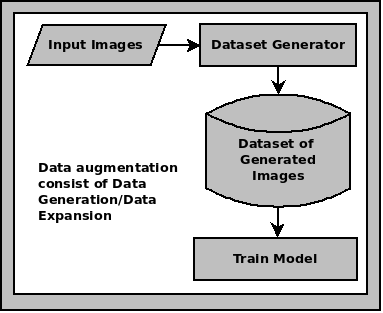 Input Images
Dataset Generator
Dataset of
Generated
Images
Data augmentation
consist of Data
Generation/Data
Expansion
Train Model